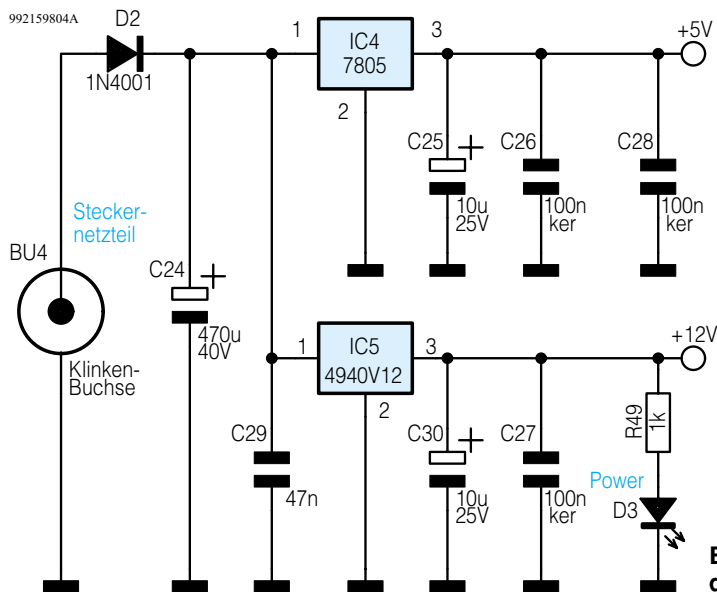 992159804A
D2
1N4001
1
IC4
7805
3
+5V
2
C25
+
10u
25V
C26
100n
ker
C28
100n
ker
Stecker-
netzteil
BU4
Klinken-
Buchse
C24
+
470u
40V
1
IC5
4940V12
3
+12V
2
C29
47n
C30
+
10u
25V
C27
100n
ker
R49
1k
Power
D3